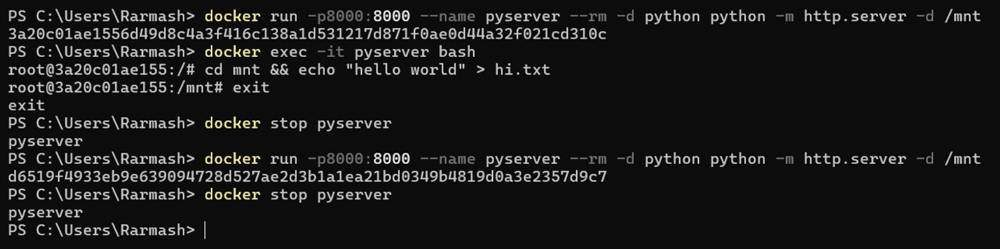 PS C:\Users\Rarmash> docker run -p8000:8000 --name pyserver --rm -d python python -m http.server -d /mnt
3a20c01ae1556d49d8c4a3f416c138a1d531217d871f0ae0d44a32f021cd310c
PS C:\Users\Rarmash> docker exec -it pyserver bash
root@3a20c01ae155:/# cd mnt && echo "hello world" > hi.txt
root@3a20c01ae155:/mnt# exit
exit
PS C:\Users\Rarmash> docker stop pyserver
pyserver
PS C:\Users\Rarmash> docker run -p8000:8000 --name pyserver --rm -d python python -m http.server -d /mnt
d6519f4933eb9e639094728d527ae2d3b1a1ea21bd0349b4819d0a3e2357d9c7
PS C:\Users\Rarmash> docker stop pyserver
pyserver
PS C:\Users\Rarmash>